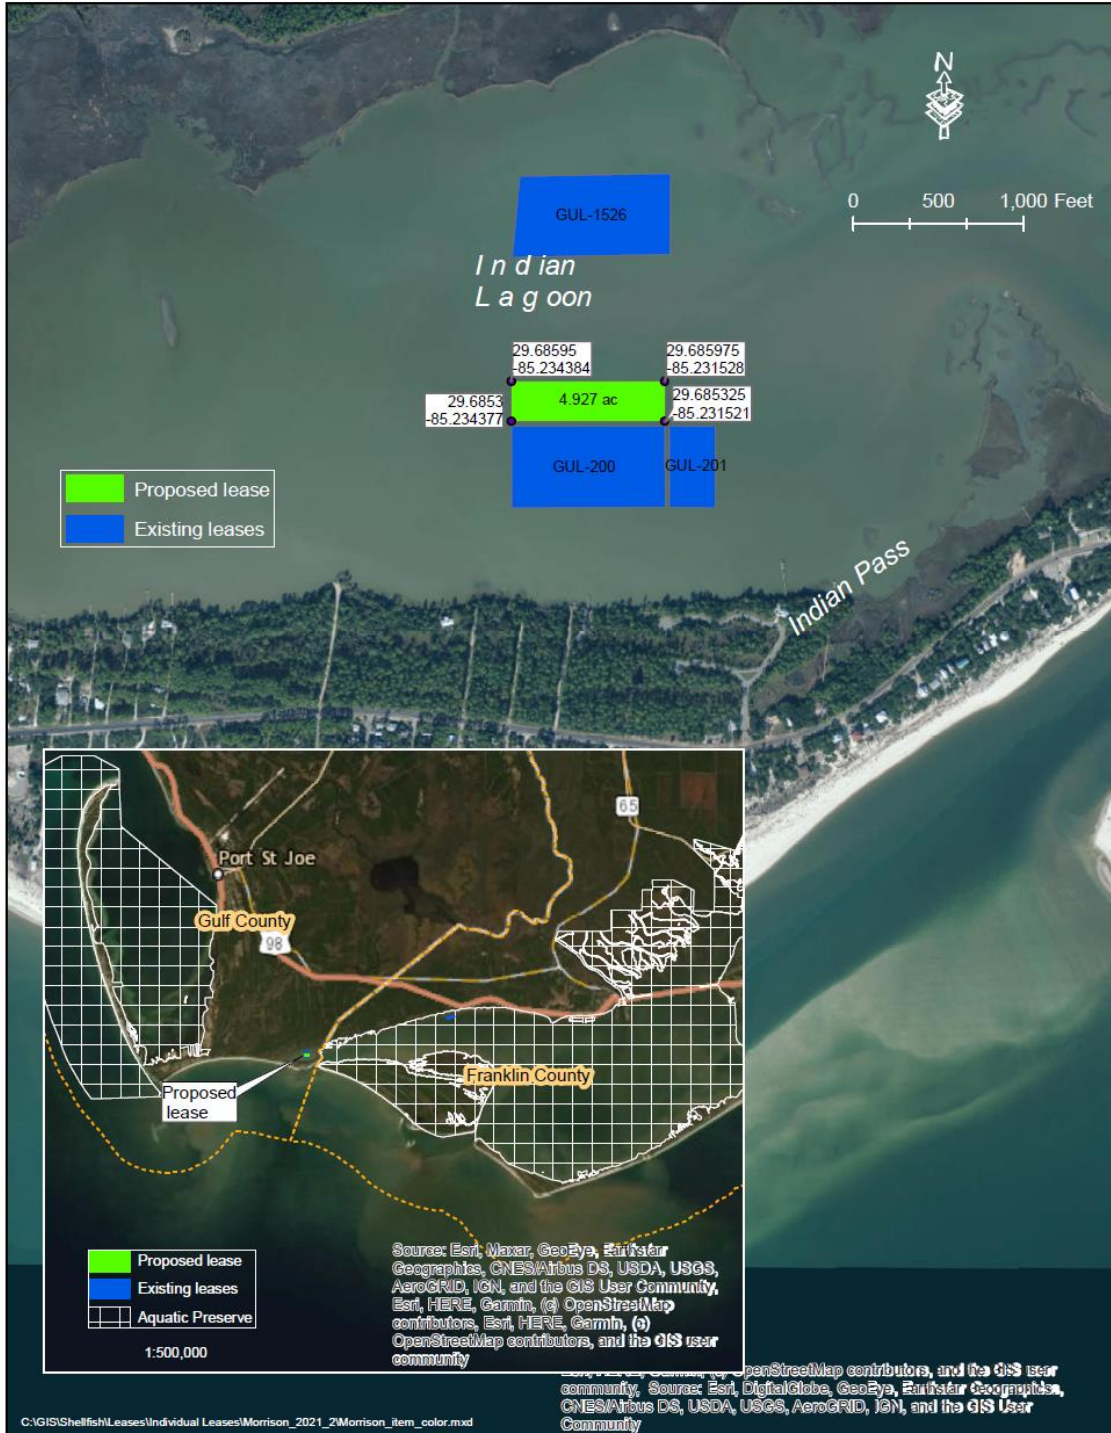 N
0 500 1,000 Feet
GUL-1526
I n d ian
L a g oon
29.68595
-85.234384
29.685975
-85.231528
29.6853
-85.234377
4.927 ac
29.685325
-85.231521
GUL-200
GUL-201
Proposed lease
Existing leases
Indian Pass
65
Port St Joe
Gulf County
98
Franklin County
Proposed
lease
Proposed lease
Existing leases
Aquatic Preserve
1:500,000
Source: Esri, Maxar, GeoEye, Earthstar
Geographics, CNES/Airbus DS, USDA, USGS,
AeroGRID, IGN, and the GIS User Community,
Esri, HERE, Garmin, (c) OpenStreetMap
contributors, Esri, HERE, Garmin, (c)
OpenStreetMap contributors, and the GIS user
community
OpenStreetMap contributors, and the GIS user
community, Source: Esri, DigitalGlobe, GeoEye, Earthstar Geographics,
CNES/Airbus DS, USDA, USGS, AeroGRID, IGN, and the GIS User
Community
C:\GIS\Shellfish\Leases\Individual Leases\Morrison_2021_2\Morrison_item_color.mxd